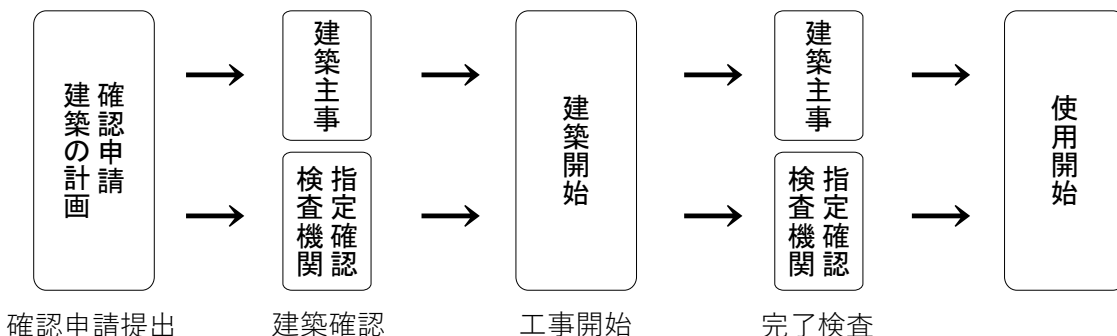 確認申請
建築の計画
建築主事
指定確認
検査機関
建築開始
建築主事
指定確認
検査機関
使用開始
確認申請提出
建築確認
工事開始
完了検査